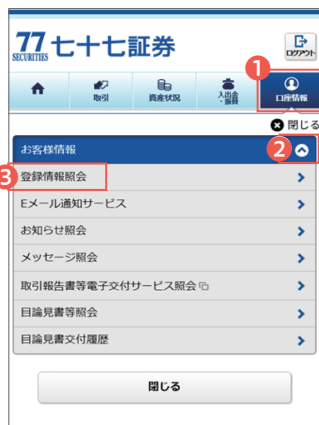 77 七十七証券
SECURITIES
ログアウト
1
取引
資産状況
入出金
・振替
口座情報
閉じる
お客様情報
2
3
登録情報照会
Eメール通知サービス
お知らせ照会
メッセージ照会
取引報告書等電子交付サービス照会
目論見書等照会
目論見書交付履歴
閉じる